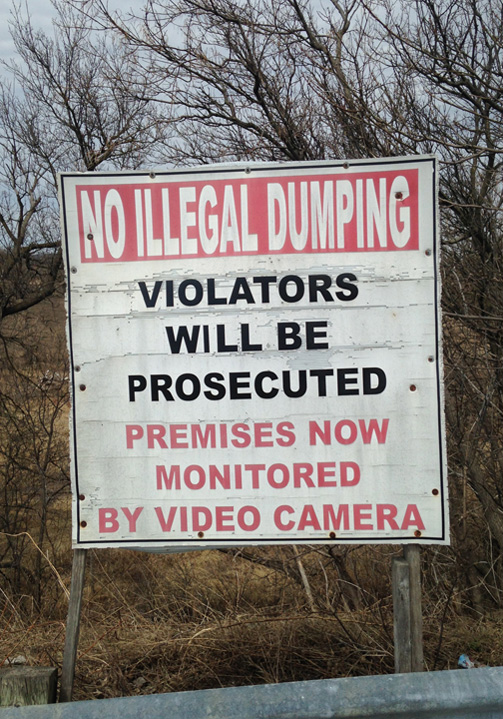 NO ILLEGAL DUMPING
VIOLATORS
WILL BE
PROSECUTED
PREMISES NOW
MONITORED
BY VIDEO CAMERA